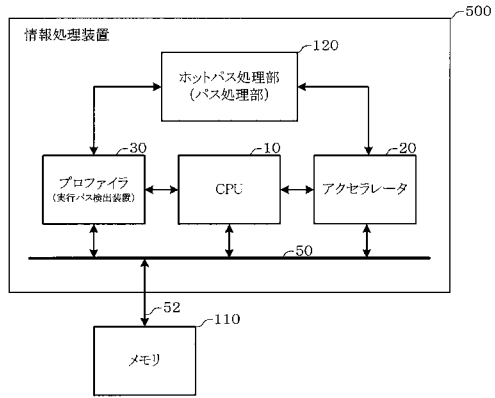 500
情報処理装置
120
ホットパス処理部
(パス処理部)
30
プロファイラ
(実行パス検出装置)
10
CPU
20
アクセラレータ
50
52
110
メモリ